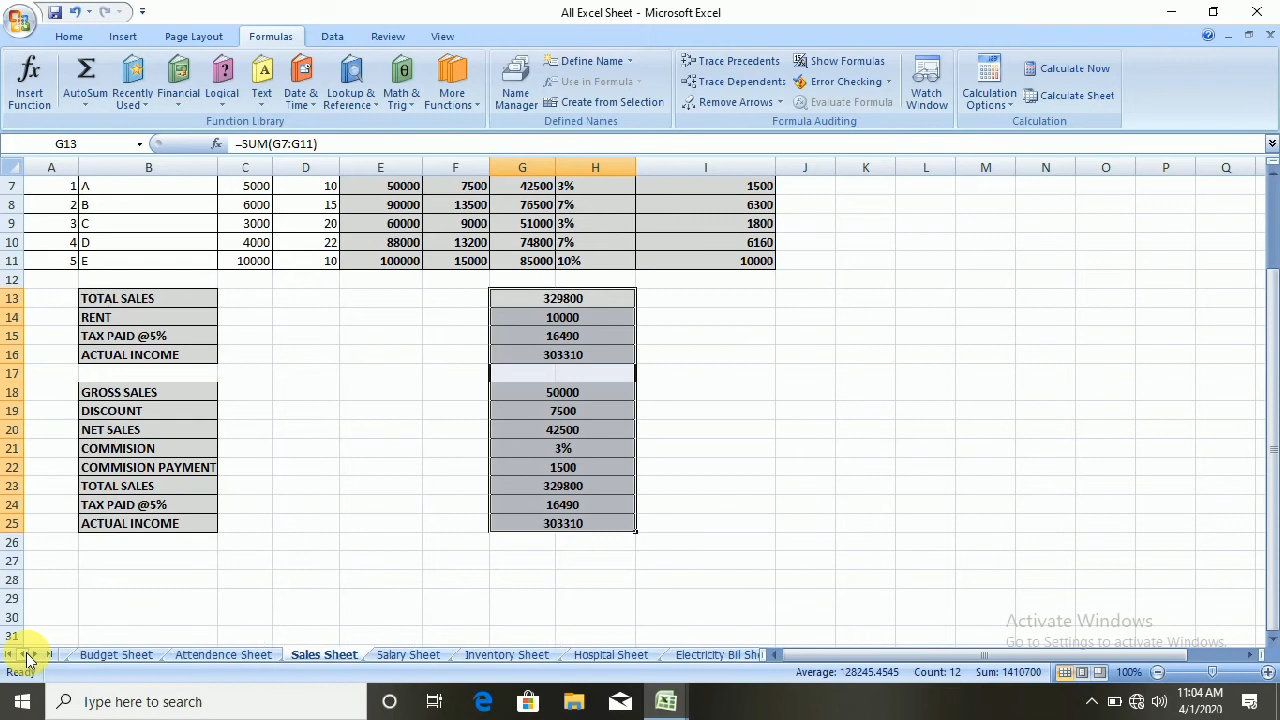 All Excel Sheet - Microsoft Excel
Home Insert Page Layout Formulas Data Review View
Insert Function
AutoSum
Recently Used
Financial
Logical
Text
Date & Time
Lookup & Reference
Math & Trig
More Functions
Function Library
Name Manager
Define Name
Use in Formula
Create from Selection
Defined Names
Trace Precedents
Trace Dependents
Remove Arrows
Show Formulas
Error Checking
Evaluate Formula
Formula Auditing
Watch Window
Calculation Options
Calculate Now
Calculate Sheet
Calculation
G13 fx =SUM(G7:G11)
A B C D E F G H I J K L M N O P Q
7 1 A 5000 10 50000 7500 42500 3% 1500
8 2 B 6000 15 90000 13500 76500 7% 6300
9 3 C 3000 20 60000 9000 51000 3% 1800
10 4 D 4000 22 88000 13200 74800 7% 6160
11 5 E 10000 10 100000 15000 85000 10% 10000
12
13 TOTAL SALES 329800
14 RENT 10000
15 TAX PAID @5% 16490
16 ACTUAL INCOME 303310
17
18 GROSS SALES 50000
19 DISCOUNT 7500
20 NET SALES 42500
21 COMMISION 3%
22 COMMISION PAYMENT 1500
23 TOTAL SALES 329800
24 TAX PAID @5% 16490
25 ACTUAL INCOME 303310
26
27
28
29
30
31
Activate Windows
Go to Settings to activate Windows.
Budget Sheet Attendence Sheet Sales Sheet Salary Sheet Inventory Sheet Hospital Sheet Electricity Bil She
Ready Average: 128245.4545 Count: 12 Sum: 1410700 100%
Type here to search
11:04 AM
4/1/2020